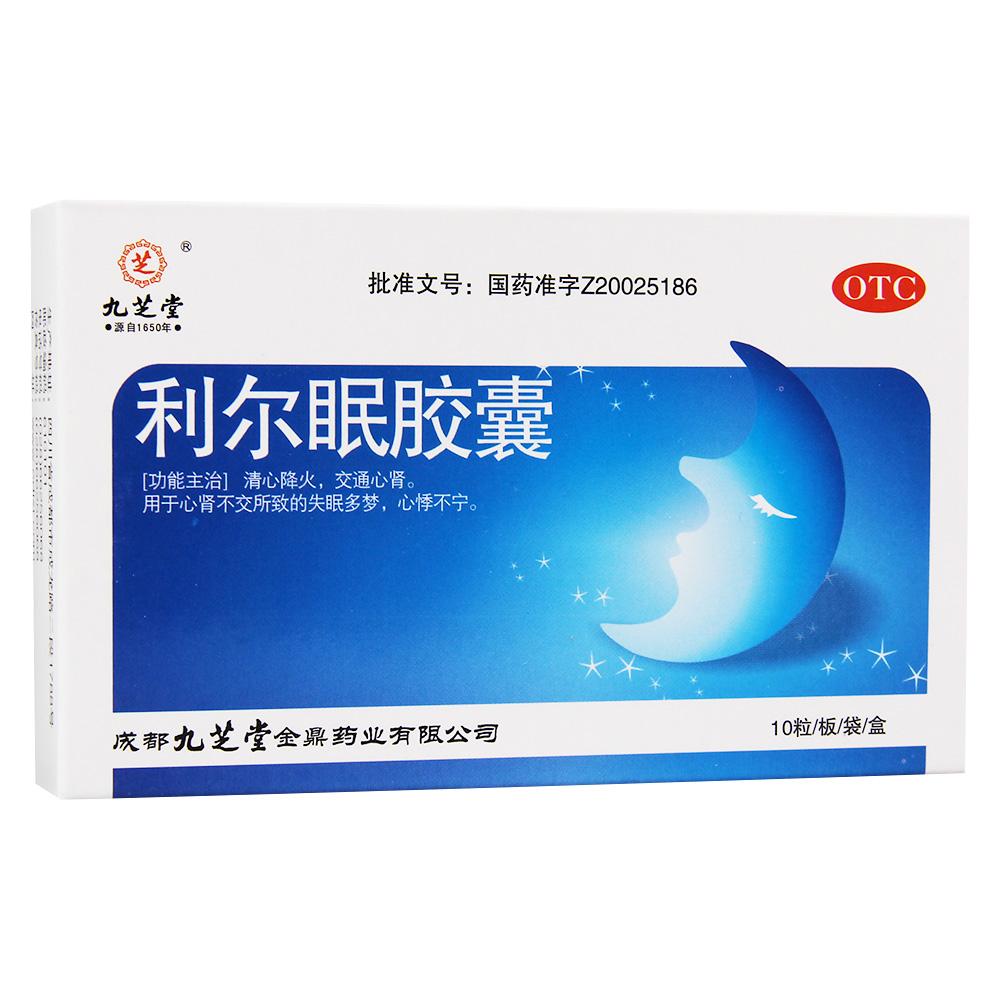 芝
®
九芝堂
●源自1650年●
批准文号：国药准字Z20025186
OTC
利尔眠胶囊
[功能主治] 清心降火，交通心肾。
用于心肾不交所致的失眠多梦，心悸不宁。
成都九芝堂金鼎药业有限公司
10粒/板/袋/盒